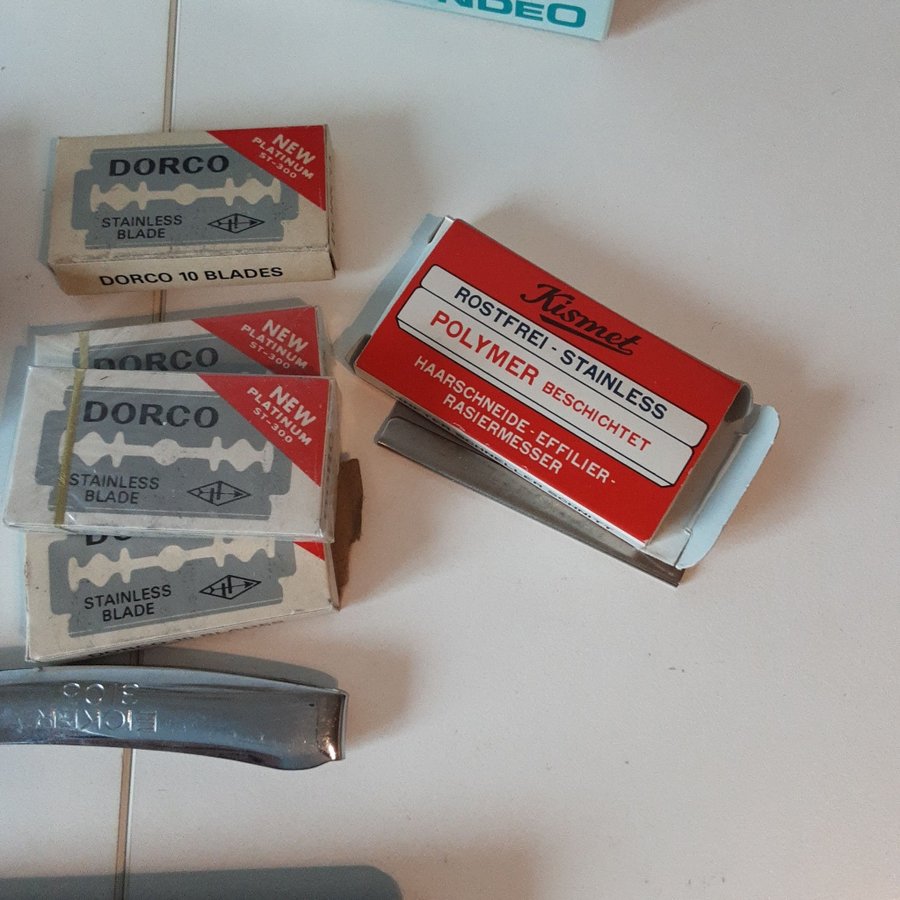 NDEO
DORCO
STAINLESS
BLADE
NEW
PLATINUM
ST-300
DORCO 10 BLADES
DORCO
NEW
PLATINUM
ST-300
DORCO
STAINLESS
BLADE
NEW
PLATINUM
ST-300
STAINLESS
BLADE
Kismet
ROSTFREI - STAINLESS
POLYMER BESCHICHTET
HAARSCHNEIDE - EFFILIER-
RASIERMESSER